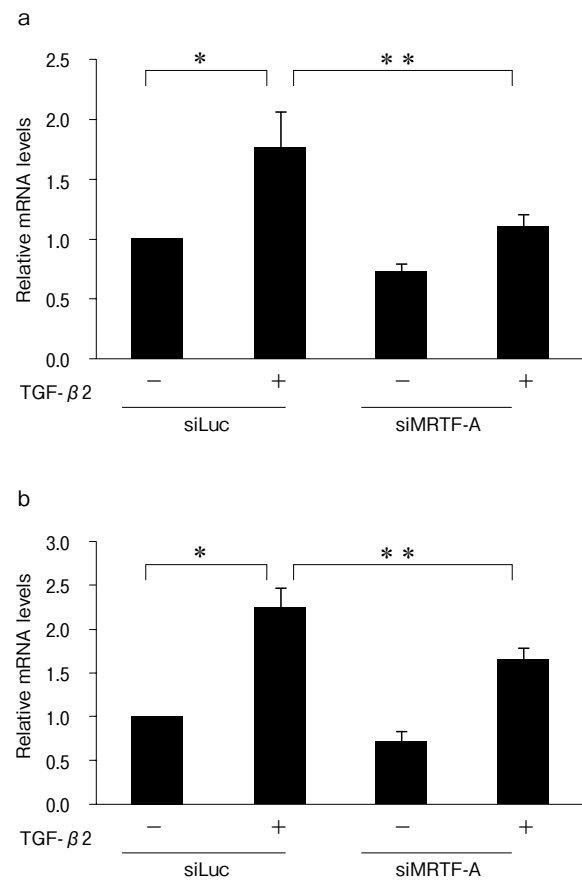 a
2.5
* **
2.0
1.5
1.0
0.5
0.0
Relative mRNA levels
TGF-β2 − + − +
siLuc siMRTF-A
b
3.0
* **
2.5
2.0
1.5
1.0
0.5
0.0
Relative mRNA levels
TGF-β2 − + − +
siLuc siMRTF-A